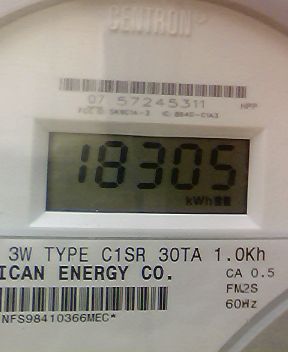 CENTRON
07 57245311 HPP
18305
kWh
3W TYPE C1SR 30TA 1.0Kh
ICAN ENERGY CO. CA 0.5
FM2S
60Hz
NFS98410366MEC*